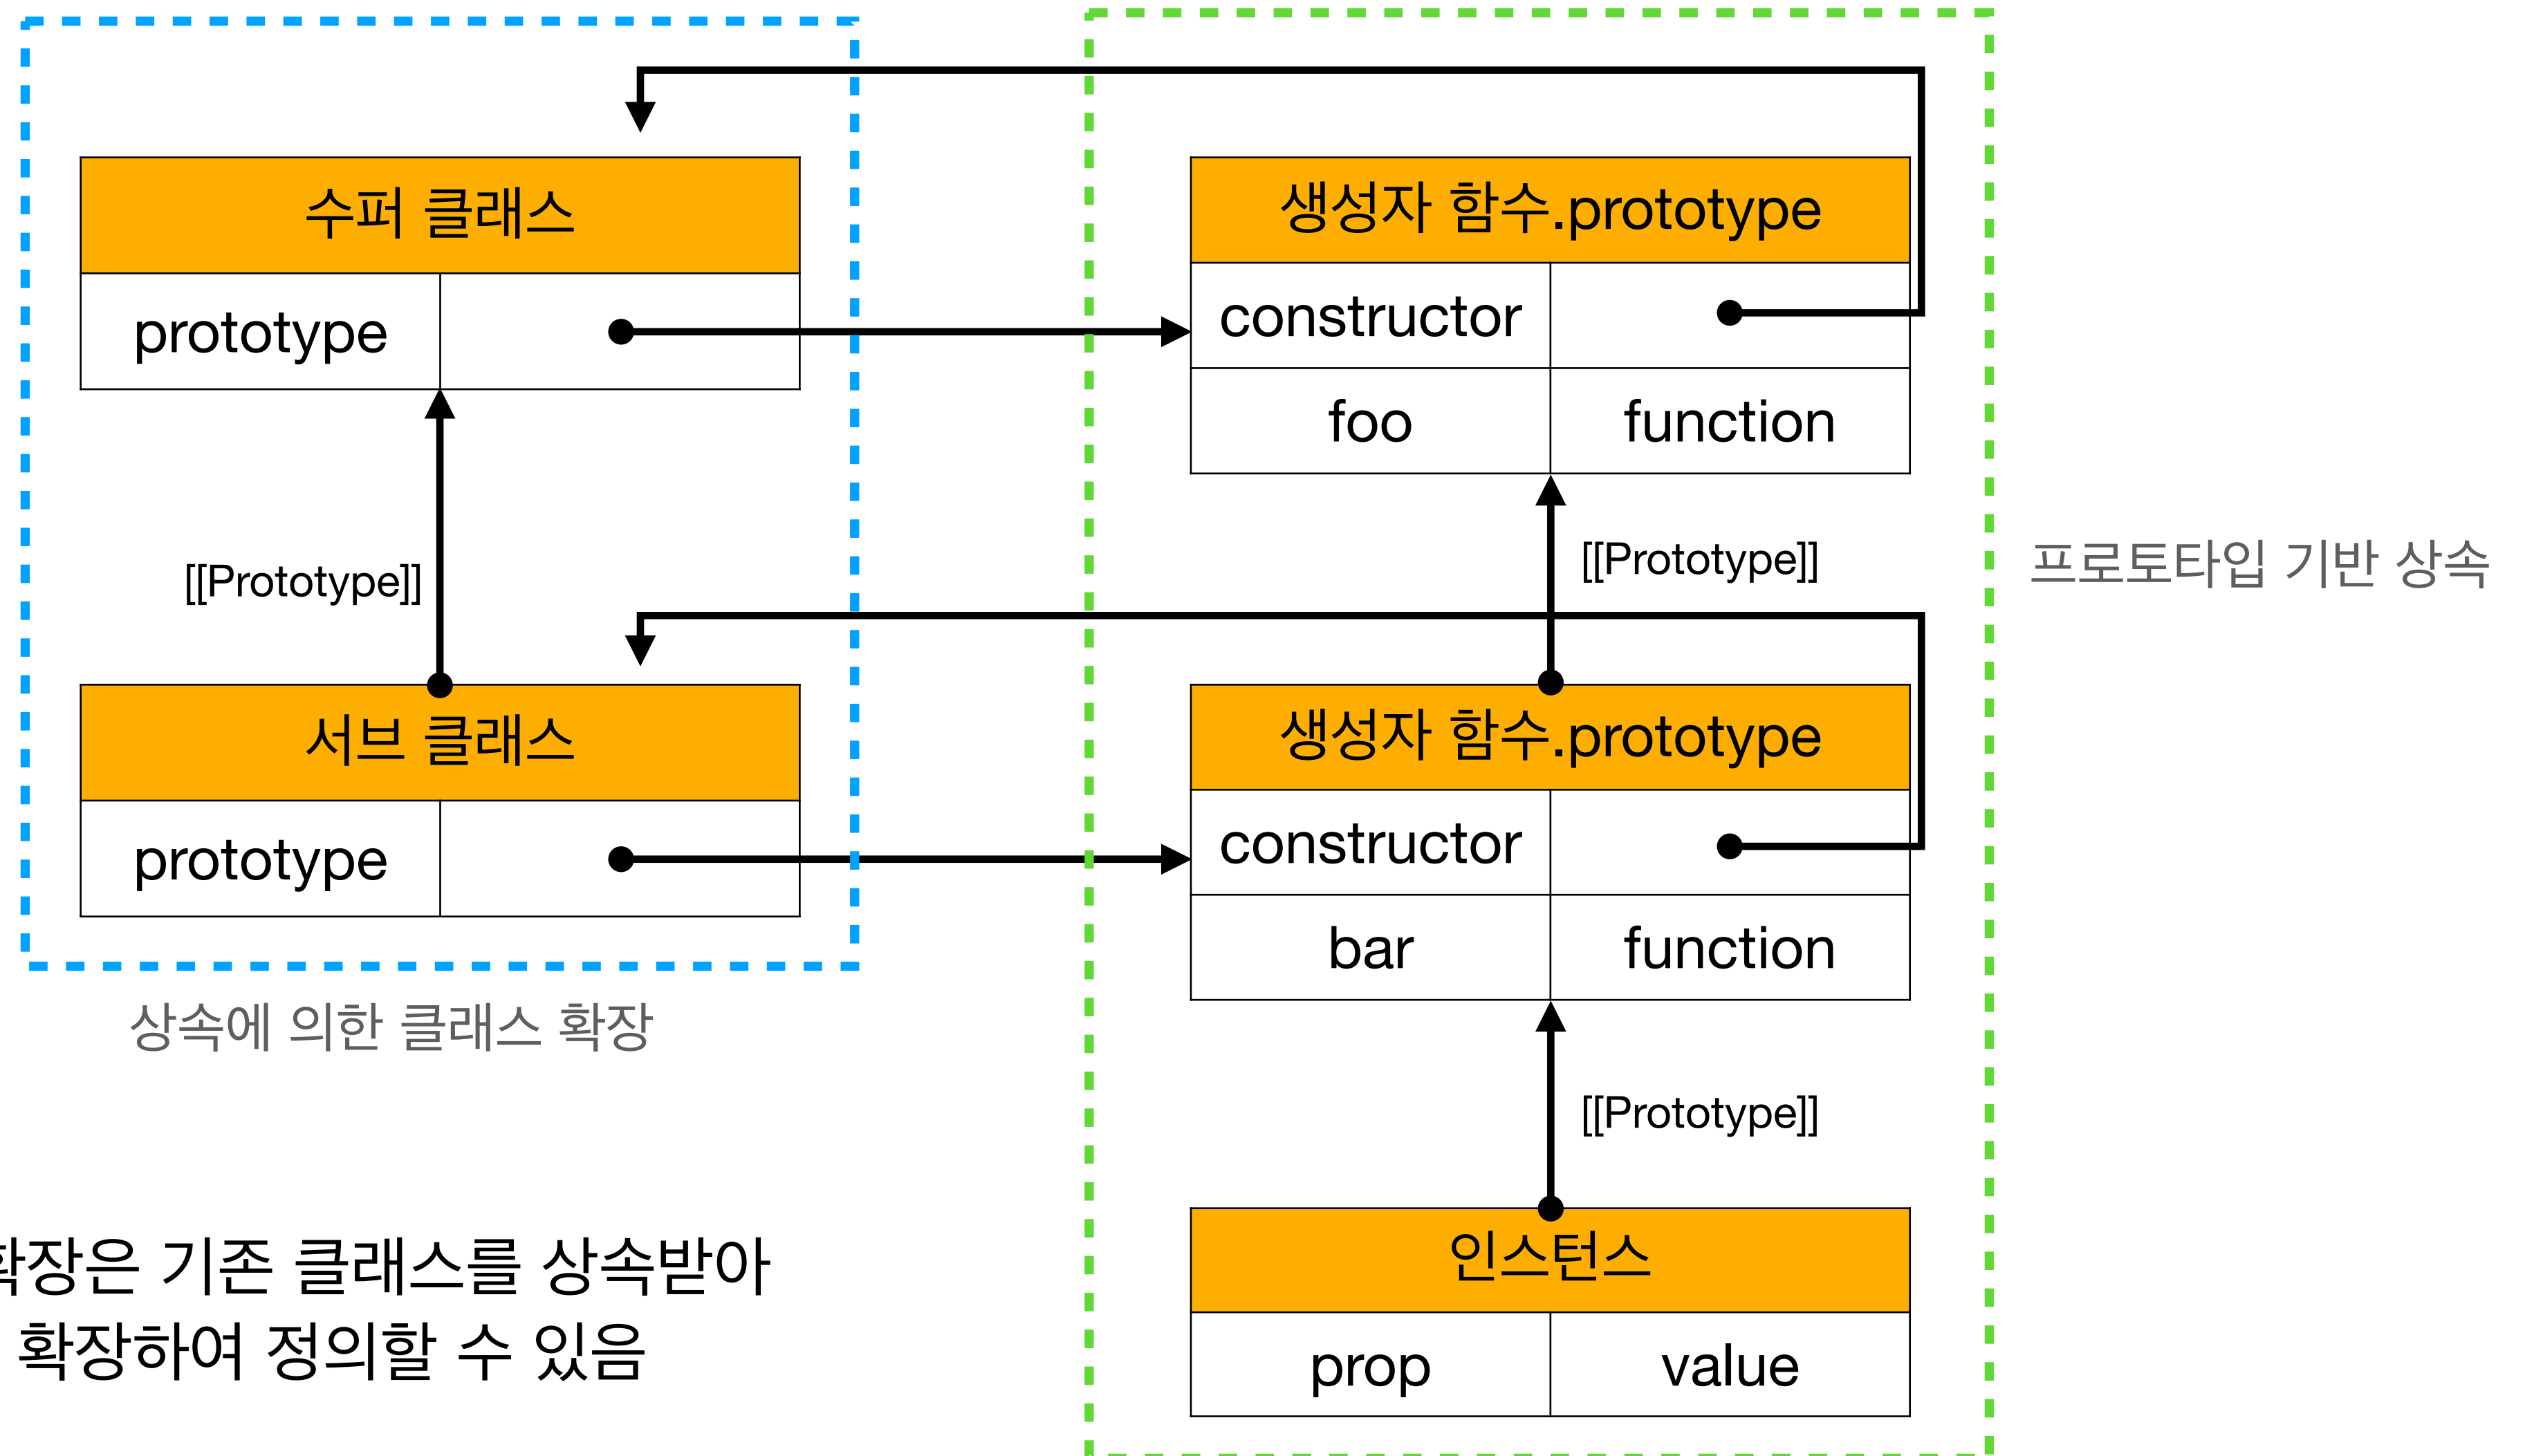 수퍼 클래스
prototype
생성자 함수.prototype
constructor
foo function
[[Prototype]]
[[Prototype]]
프로토타입 기반 상속
서브 클래스
prototype
생성자 함수.prototype
constructor
bar function
상속에 의한 클래스 확장
[[Prototype]]
인스턴스
prop value
확장은 기존 클래스를 상속받아
확장하여 정의할 수 있음